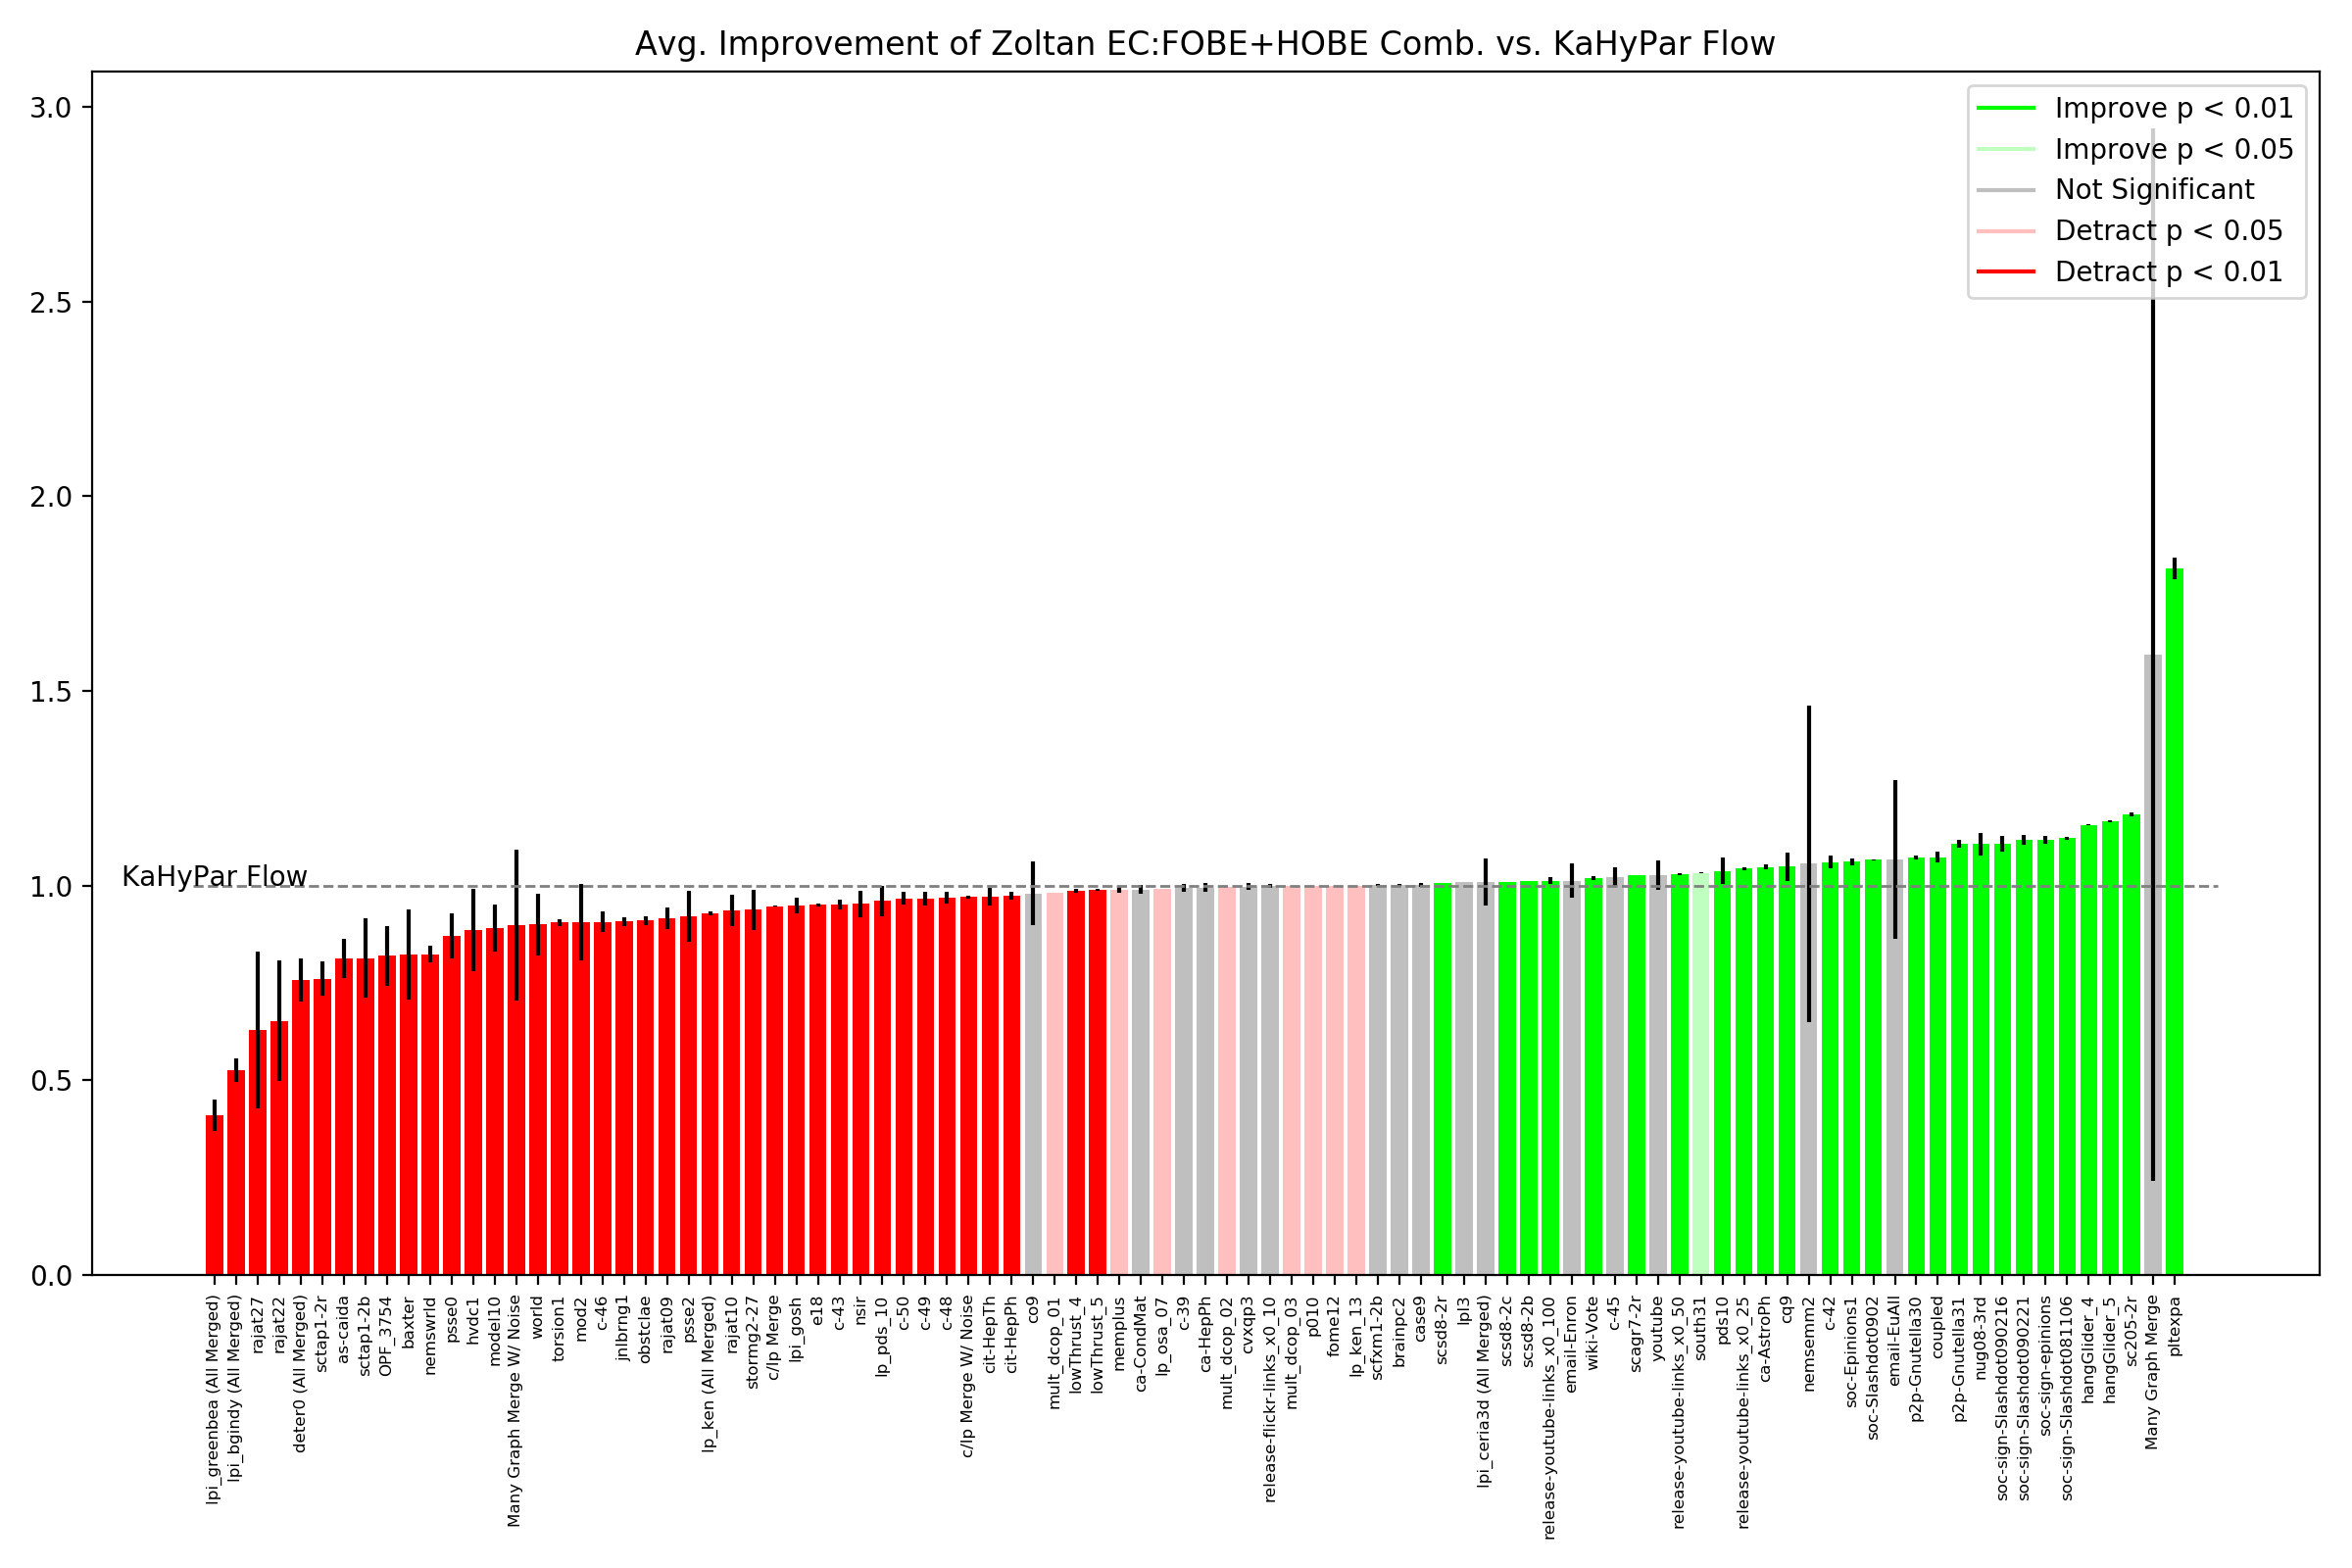 Avg. Improvement of Zoltan EC:FOBE+HOBE Comb. vs. KaHyPar Flow
3.0
2.5
2.0
1.5
1.0
0.5
0.0
Improve p < 0.01
Improve p < 0.05
Not Significant
Detract p < 0.05
Detract p < 0.01
KaHyPar Flow
lpi_greenbea (All Merged)
lpi_bgindy (All Merged)
rajat27
rajat22
deter0 (All Merged)
sctap1-2r
as-caida
sctap1-2b
OPF_3754
baxter
nemswrld
psse0
hvdc1
model10
Many Graph Merge W/ Noise
world
torsion1
mod2
c-46
jnlbrng1
obstclae
rajat09
psse2
lp_ken (All Merged)
rajat10
stormg2-27
c/lp Merge
lpi_gosh
e18
c-43
nsir
lp_pds_10
c-50
c-49
c-48
c/lp Merge W/ Noise
cit-HepTh
cit-HepPh
co9
mult_dcop_01
lowThrust_4
lowThrust_5
memplus
ca-CondMat
lp_osa_07
c-39
ca-HepPh
mult_dcop_02
cvxqp3
release-flickr-links_x0_10
mult_dcop_03
p010
fome12
lp_ken_13
scfxm1-2b
brainpc2
case9
scsd8-2r
lpl3
lpi_ceria3d (All Merged)
scsd8-2c
scsd8-2b
release-youtube-links_x0_100
email-Enron
wiki-Vote
c-45
scagr7-2r
youtube
release-youtube-links_x0_50
south31
pds10
release-youtube-links_x0_25
ca-AstroPh
cq9
nemsemm2
c-42
soc-Epinions1
soc-Slashdot0902
email-EuAll
p2p-Gnutella30
coupled
p2p-Gnutella31
nug08-3rd
soc-sign-Slashdot090216
soc-sign-Slashdot090221
soc-sign-epinions
soc-sign-Slashdot081106
hangGlider_4
hangGlider_5
sc205-2r
Many Graph Merge
pltexpa